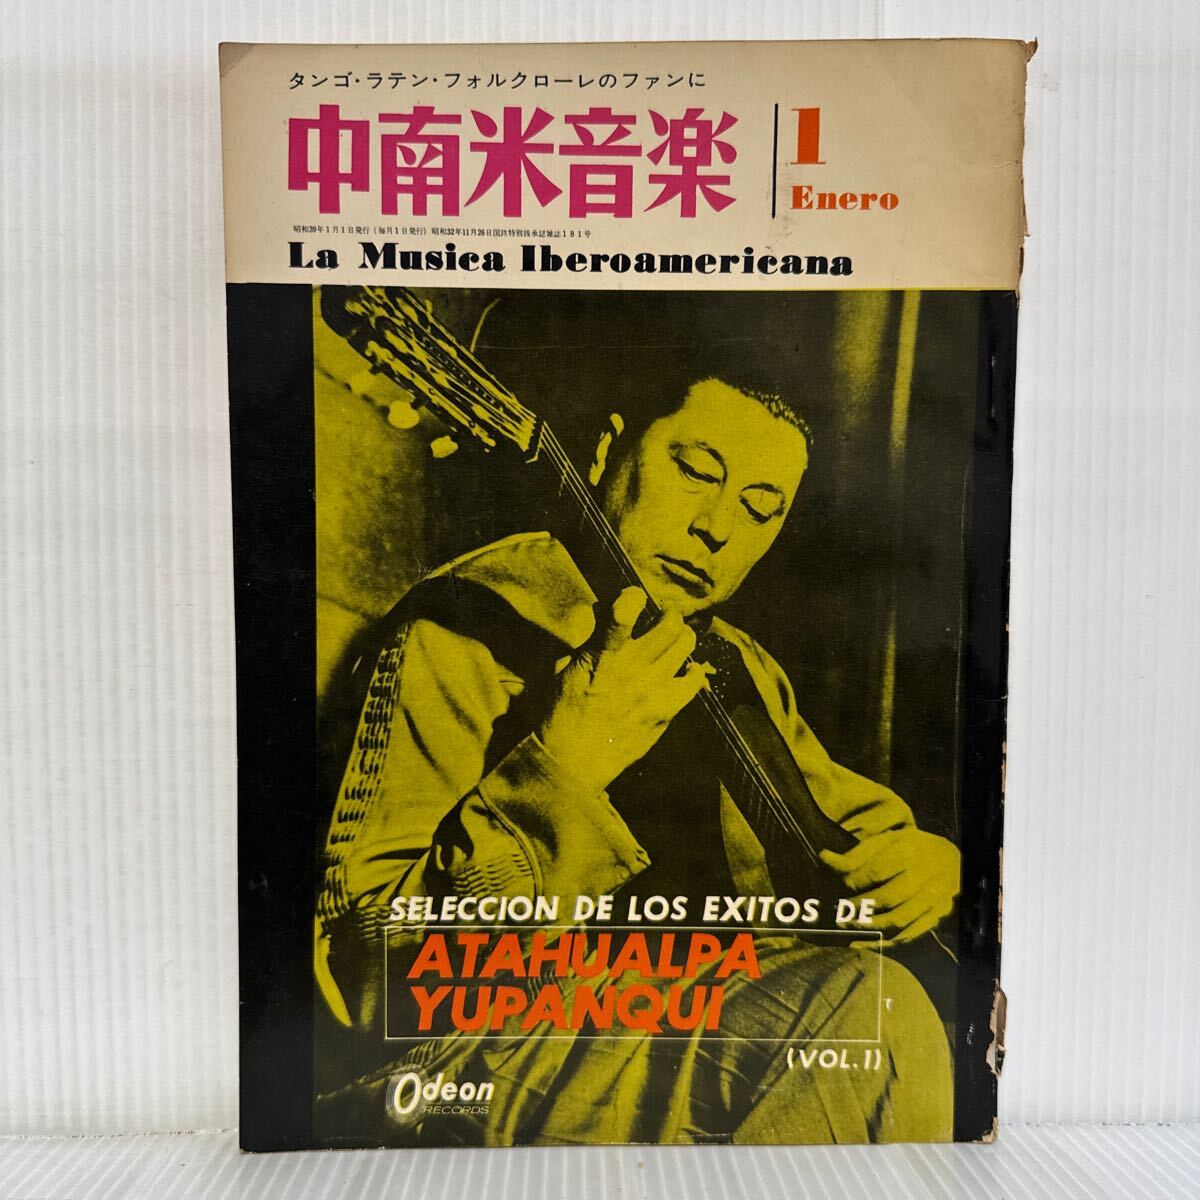 タンゴ・ラテン・フォルクローレのファンに
中南米音楽
1
Enero
昭和39年1月1日発行(毎月1日発行) 昭和32年11月26日国鉄特別扱承認雑誌181号
La Musica Iberoamericana
SELECCION DE LOS EXITOS DE
ATAHUALPA
YUPANQUI
(VOL.1)
Odeon
RECORDS